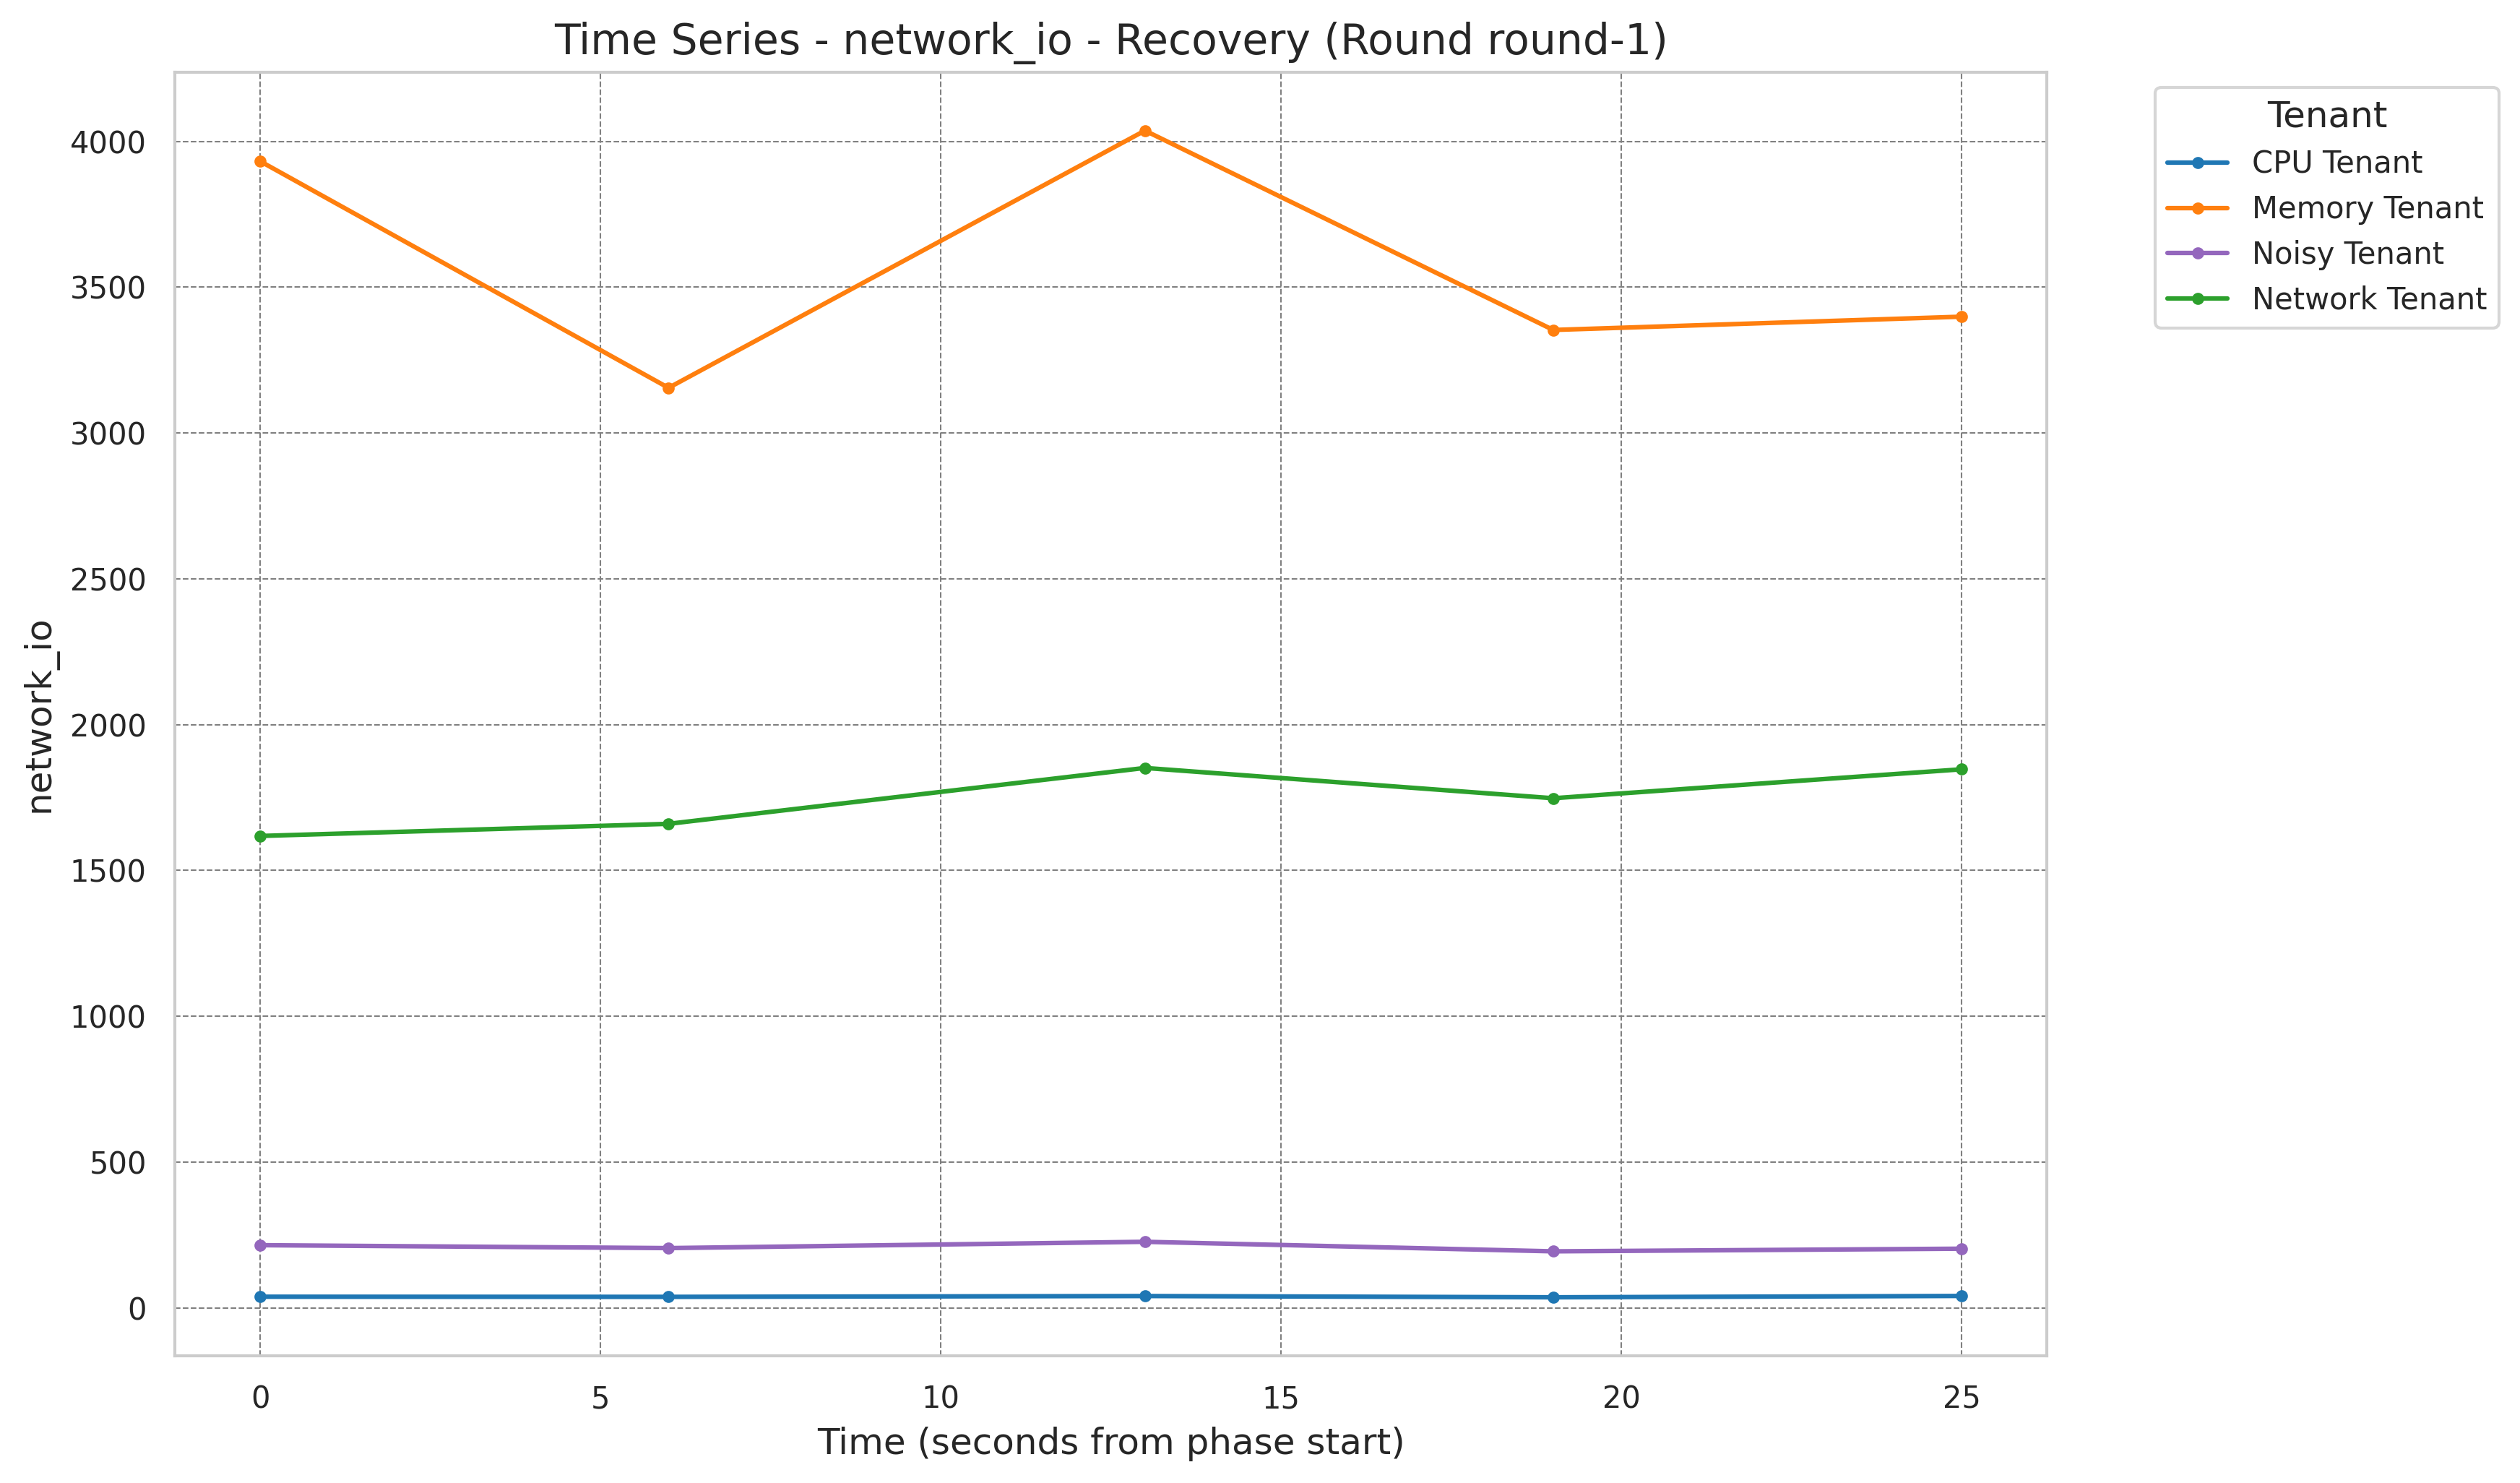 Time Series - network_io - Recovery (Round round-1)
Tenant
CPU Tenant
Memory Tenant
Noisy Tenant
Network Tenant
network_io
4000
3500
3000
2500
2000
1500
1000
500
0
0 5 10 15 20 25
Time (seconds from phase start)